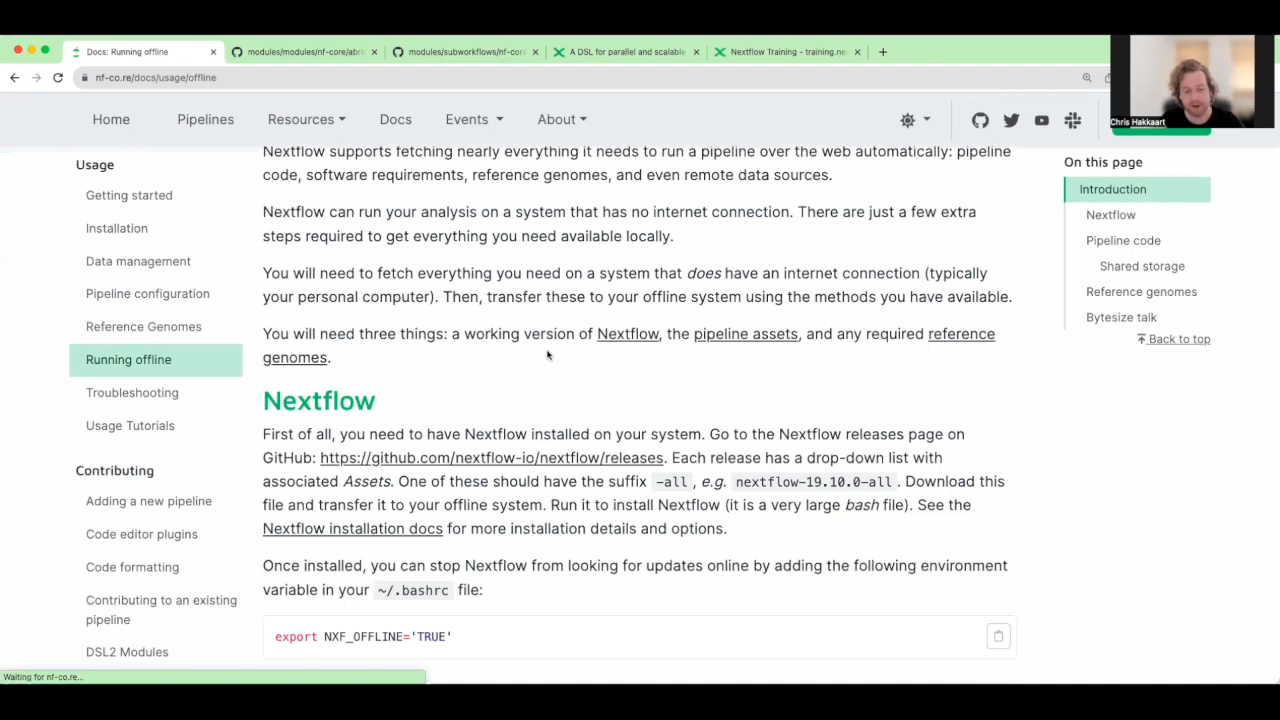 Docs: Running offline
modules/modules/nf-core/abri
modules/subworkflows/nf-core
A DSL for parallel and scalable
Nextflow Training - training.ne
nf-co.re/docs/usage/offline
Chris Hakkaart
Home
Pipelines
Resources
Docs
Events
About
Usage
Getting started
Installation
Data management
Pipeline configuration
Reference Genomes
Running offline
Troubleshooting
Usage Tutorials
Contributing
Adding a new pipeline
Code editor plugins
Code formatting
Contributing to an existing
pipeline
DSL2 Modules
Nextflow supports fetching nearly everything it needs to run a pipeline over the web automatically: pipeline
code, software requirements, reference genomes, and even remote data sources.
Nextflow can run your analysis on a system that has no internet connection. There are just a few extra
steps required to get everything you need available locally.
You will need to fetch everything you need on a system that does have an internet connection (typically
your personal computer). Then, transfer these to your offline system using the methods you have available.
You will need three things: a working version of Nextflow, the pipeline assets, and any required reference
genomes.
Nextflow
First of all, you need to have Nextflow installed on your system. Go to the Nextflow releases page on
GitHub: https://github.com/nextflow-io/nextflow/releases. Each release has a drop-down list with
associated Assets. One of these should have the suffix -all, e.g. nextflow-19.10.0-all. Download this
file and transfer it to your offline system. Run it to install Nextflow (it is a very large bash file). See the
Nextflow installation docs for more installation details and options.
Once installed, you can stop Nextflow from looking for updates online by adding the following environment
variable in your ~/.bashrc file:
export NXF_OFFLINE='TRUE'
On this page
Introduction
Nextflow
Pipeline code
Shared storage
Reference genomes
Bytesize talk
Back to top
Waiting for nf-co.re...